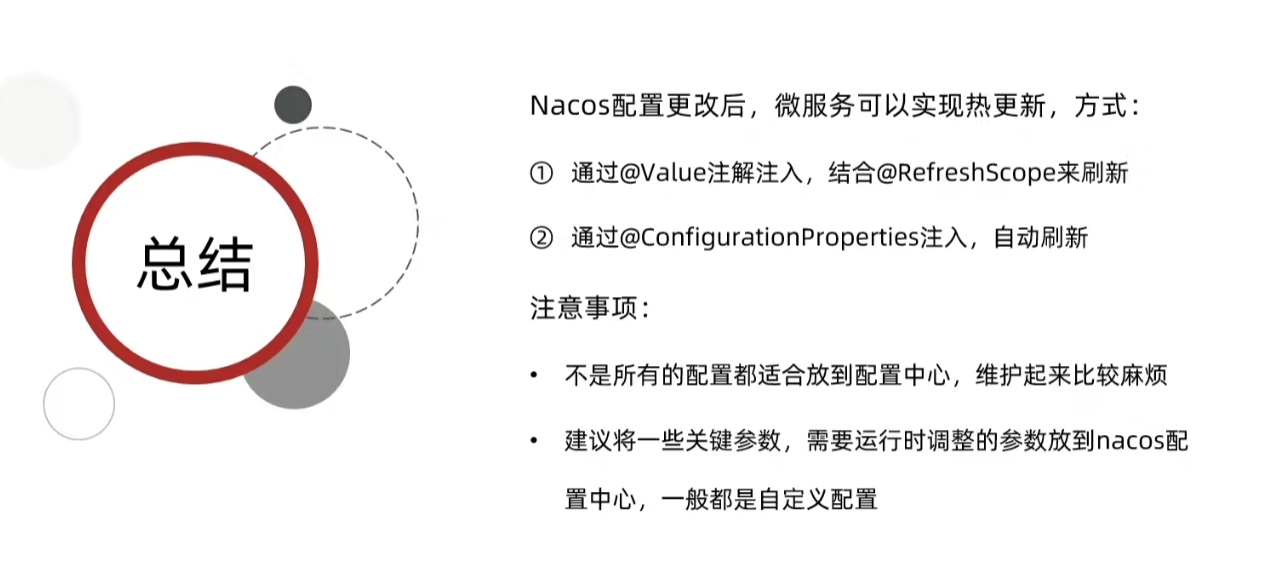 总结
Nacos配置更改后，微服务可以实现热更新，方式：
① 通过@Value注解注入，结合@RefreshScope来刷新
② 通过@ConfigurationProperties注入，自动刷新
注意事项：
• 不是所有的配置都适合放到配置中心，维护起来比较麻烦
• 建议将一些关键参数，需要运行时调整的参数放到nacos配
置中心，一般都是自定义配置